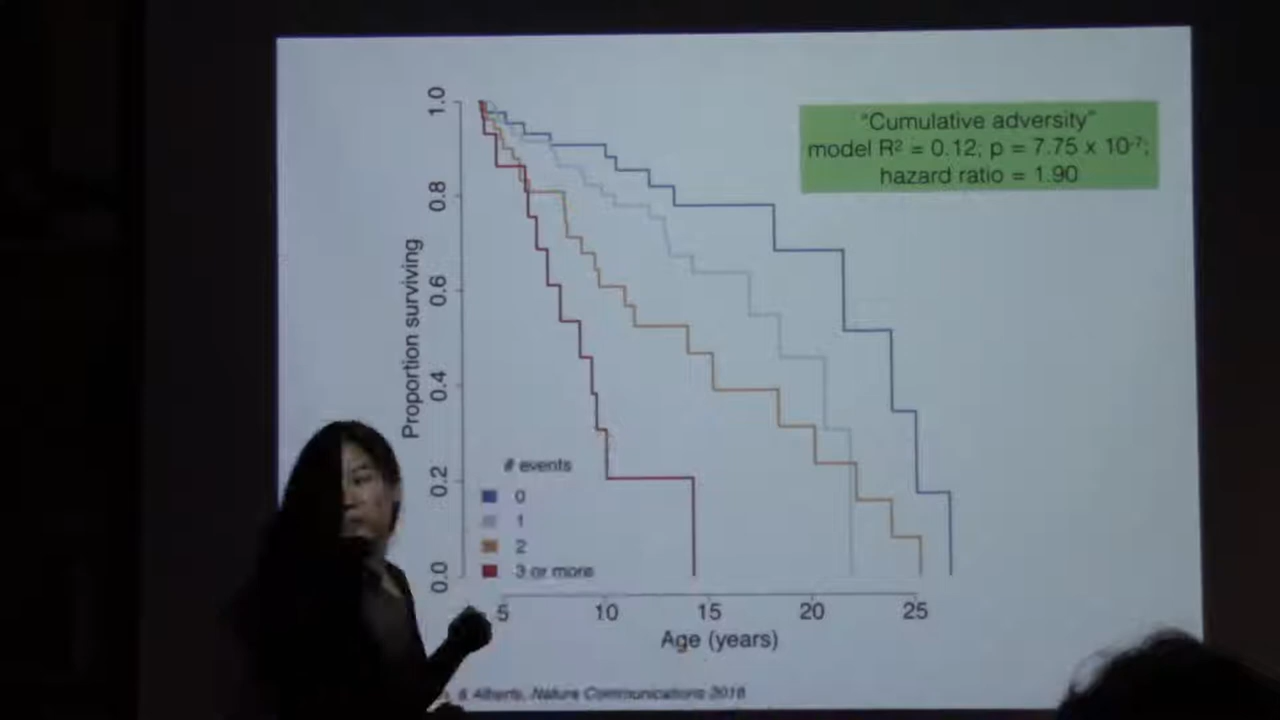 "Cumulative adversity"
model R² = 0.12, p = 7.75 x 10⁻⁷;
hazard ratio = 1.90
Proportion surviving
1.0
0.8
0.6
0.4
0.2
0.0
# events
0
1
2
3 or more
5 10 15 20 25
Age (years)
& Alberts, Nature Communications 2016